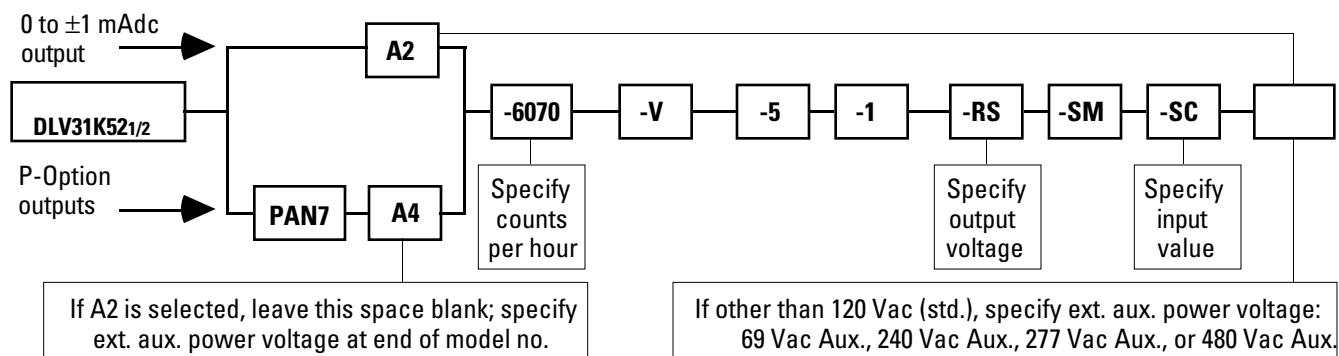 0 to ±1 mAdc
output
A2
DLV31K521/2
-6070
-V
-5
-1
-RS
-SM
-SC
P-Option
outputs
PAN7
A4
Specify
counts
per hour
Specify
output
voltage
Specify
input
value
If A2 is selected, leave this space blank; specify
ext. aux. power voltage at end of model no.
If other than 120 Vac (std.), specify ext. aux. power voltage:
69 Vac Aux., 240 Vac Aux., 277 Vac Aux., or 480 Vac Aux.